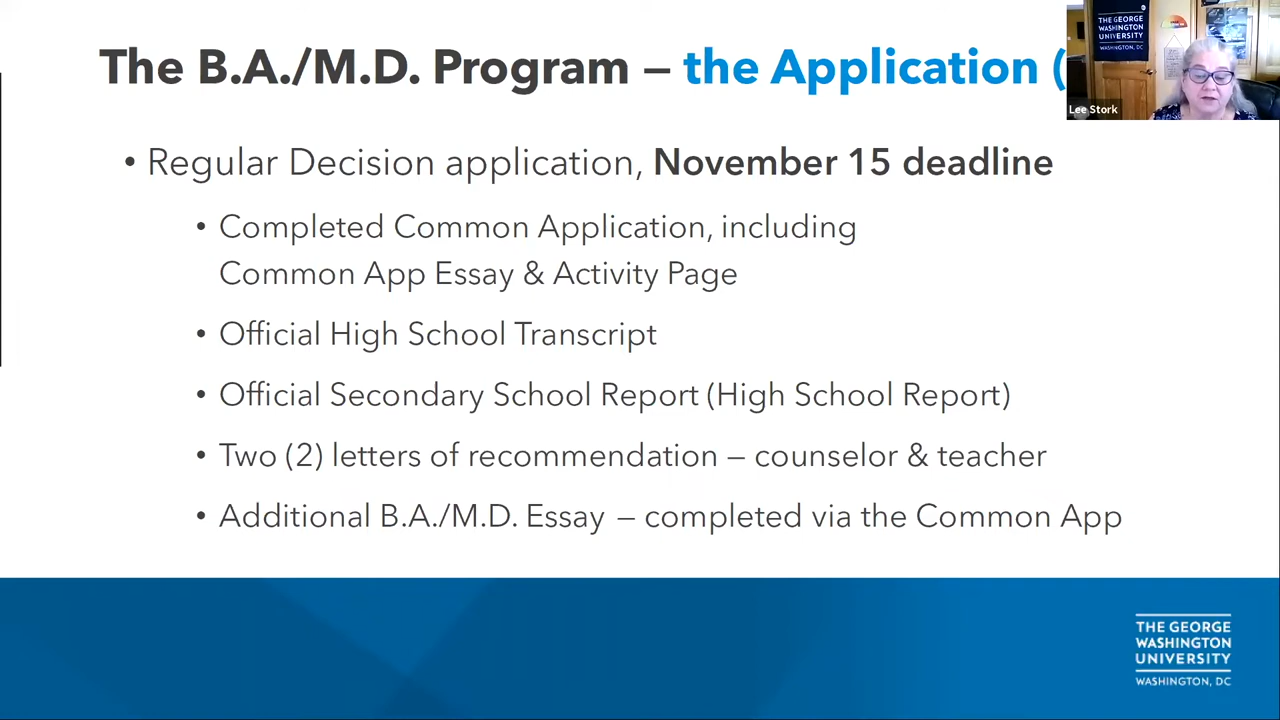 The B.A./M.D. Program – the Application (
THE GEORGE
WASHINGTON
UNIVERSITY
WASHINGTON, DC
Lee Stork
• Regular Decision application, November 15 deadline
• Completed Common Application, including
Common App Essay & Activity Page
• Official High School Transcript
• Official Secondary School Report (High School Report)
• Two (2) letters of recommendation – counselor & teacher
• Additional B.A./M.D. Essay – completed via the Common App
THE GEORGE
WASHINGTON
UNIVERSITY
WASHINGTON, DC